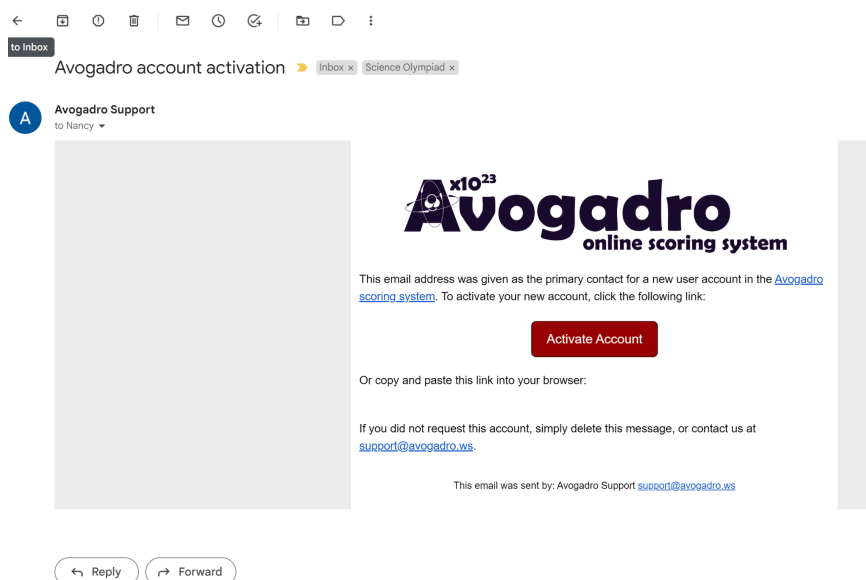 to Inbox
Avogadro account activation
Inbox x
Science Olympiad x
A
Avogadro Support
to Nancy
x10²³
Avogadro
online scoring system
This email address was given as the primary contact for a new user account in the Avogadro
scoring system. To activate your new account, click the following link:
Activate Account
Or copy and paste this link into your browser:
If you did not request this account, simply delete this message, or contact us at
support@avogadro.ws.
This email was sent by: Avogadro Support support@avogadro.ws
Reply
Forward